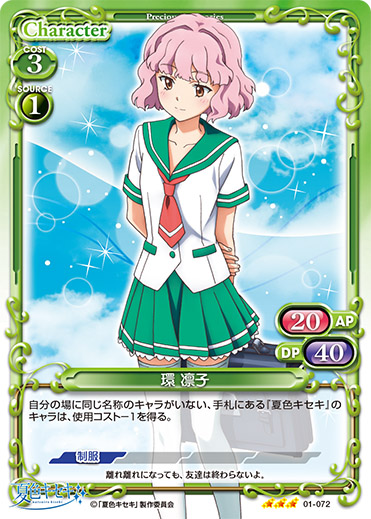 Precious Memories
Character
COST
3
SOURCE
1
20 AP
DP 40
環 凛子
自分の場に同じ名称のキャラがいない、手札にある『夏色キセキ』の
キャラは、使用コスト－1を得る。
制服
離れ離れになっても、友達は終わらないよ。
夏色キセキ
©「夏色キセキ」製作委員会
01-072